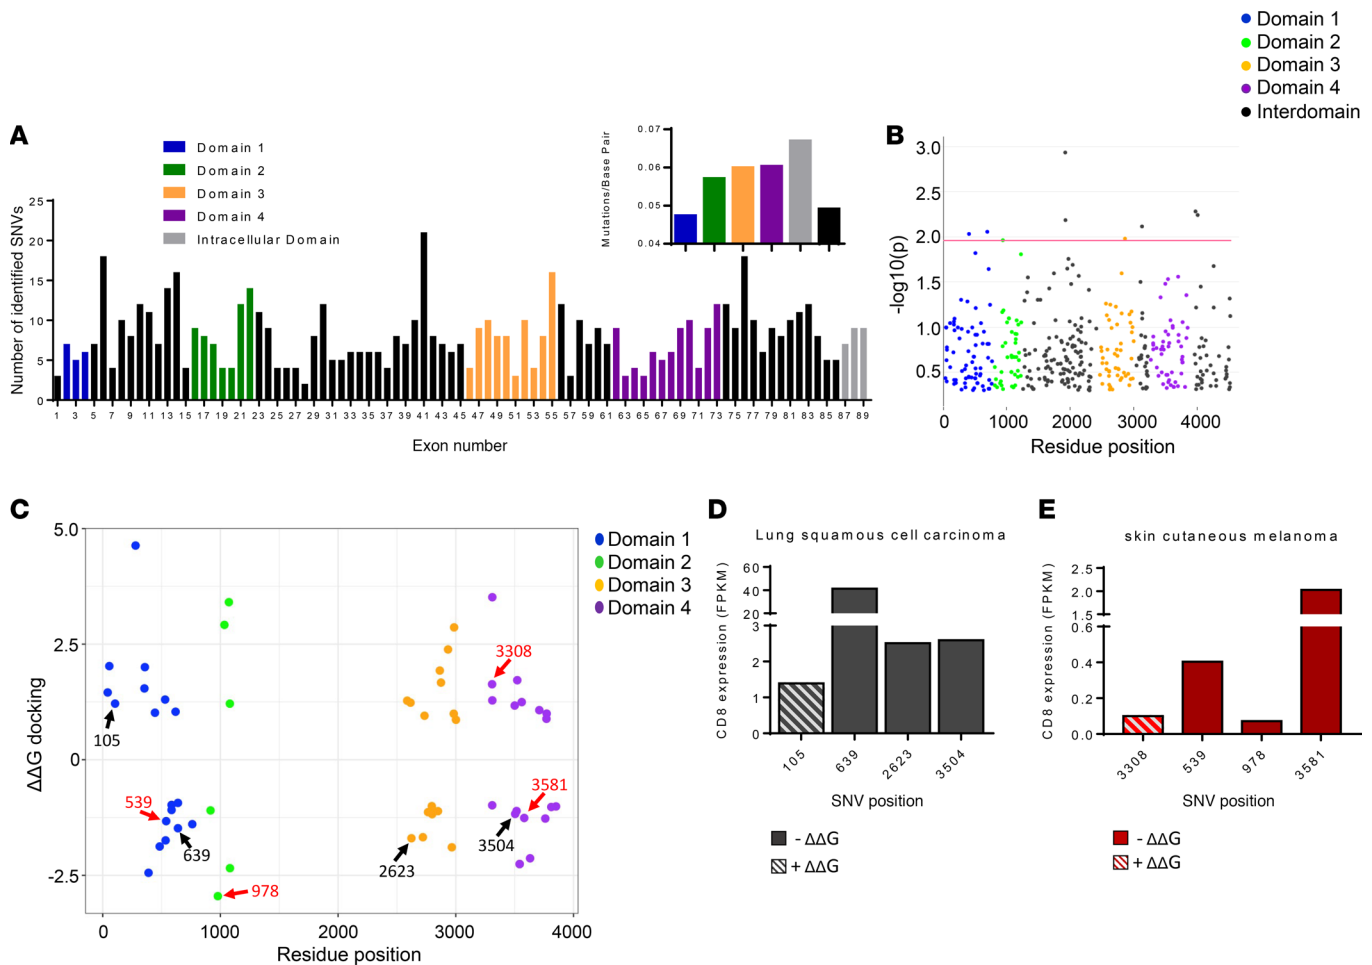 Domain 1
Domain 2
Domain 3
Domain 4
Interdomain
A
Domain 1
Domain 2
Domain 3
Domain 4
Intracellular Domain
Number of identified SNVs
25
20
15
10
5
0
1 3 5 7 9 11 13 15 17 19 21 23 25 27 29 31 33 35 37 39 41 43 45 47 49 51 53 55 57 59 61 63 65 67 69 71 73 75 77 79 81 83 85 87 89
Exon number
Mutations/Base Pair
0.07
0.06
0.05
0.04
B
-log10(p)
3.0
2.5
2.0
1.5
1.0
0.5
0 1000 2000 3000 4000
Residue position
C
ΔΔG docking
5.0
2.5
0
-2.5
0 1000 2000 3000 4000
Residue position
105
539
639
978
2623
3308
3504
3581
Domain 1
Domain 2
Domain 3
Domain 4
D
Lung squamous cell carcinoma
CD8 expression (FPKM)
60
40
20
3
2
1
0
105 639 2623 3504
SNV position
- ΔΔG
+ ΔΔG
E
skin cutaneous melanoma
CD8 expression (FPKM)
2.5
2.0
1.5
0.6
0.4
0.2
0.0
3308 539 978 3581
SNV position
- ΔΔG
+ ΔΔG